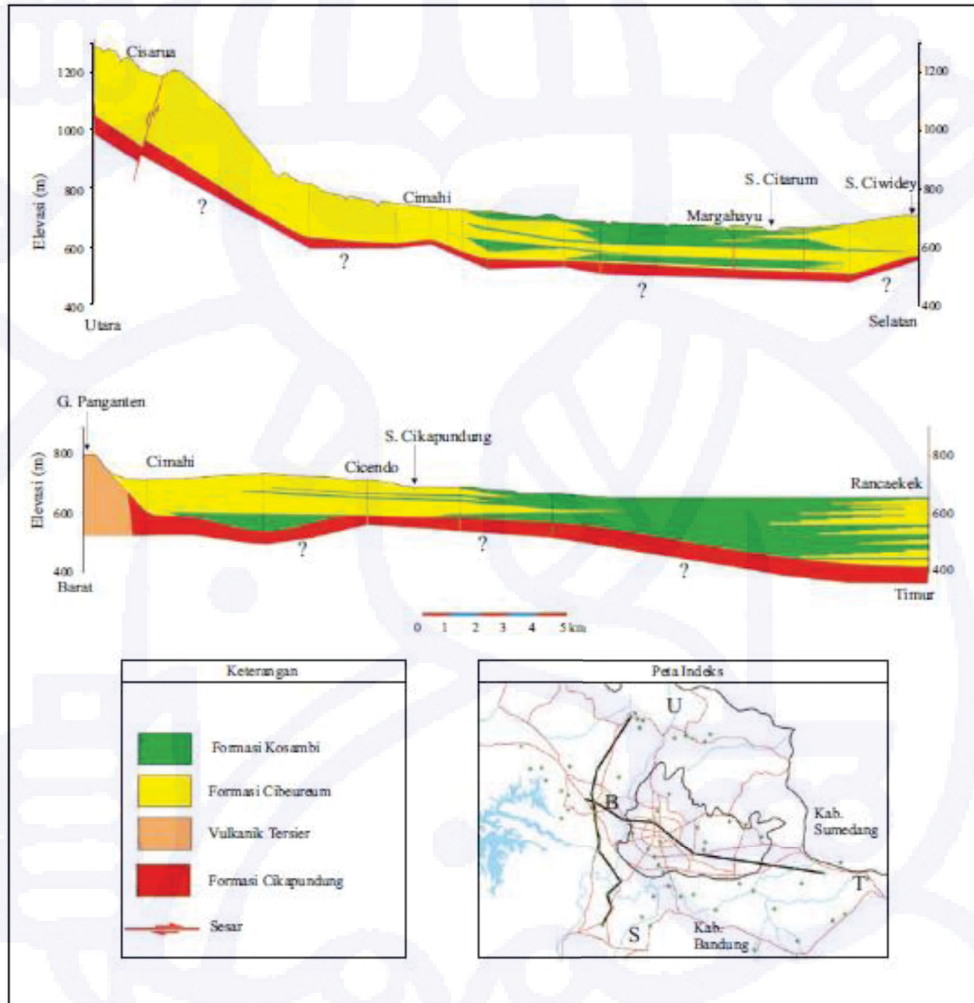 Cisarua
1200
1000
800
600
400
Elevasi (m)
Utara
?
?
Cimahi
?
Margahayu
S. Citarum
S. Ciwidey
?
1200
1000
800
600
400
Selatan
G. Panganten
800
600
400
Elevasi (m)
Barat
Cimahi
Cicendo
S. Cikapundung
?
?
?
Rancaekek
800
600
400
Timur
0 1 2 3 4 5 km
Keterangan
Formasi Kosambi
Formasi Cibeureum
Vulkanik Tersier
Formasi Cikapundung
Sesar
Peta Indeks
U
B
Kab.
Sumedang
T
S
Kab.
Bandung